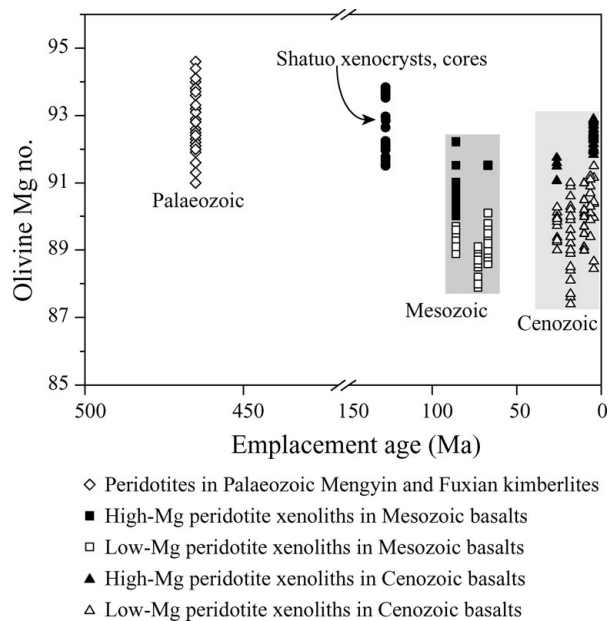 95
93
91
89
87
85
Olivine Mg no.
Shatuo xenocrysts, cores
Palaeozoic
Mesozoic
Cenozoic
500
450
150
100
50
0
Emplacement age (Ma)
Peridotites in Palaeozoic Mengyin and Fuxian kimberlites
High-Mg peridotite xenoliths in Mesozoic basalts
Low-Mg peridotite xenoliths in Mesozoic basalts
High-Mg peridotite xenoliths in Cenozoic basalts
Low-Mg peridotite xenoliths in Cenozoic basalts